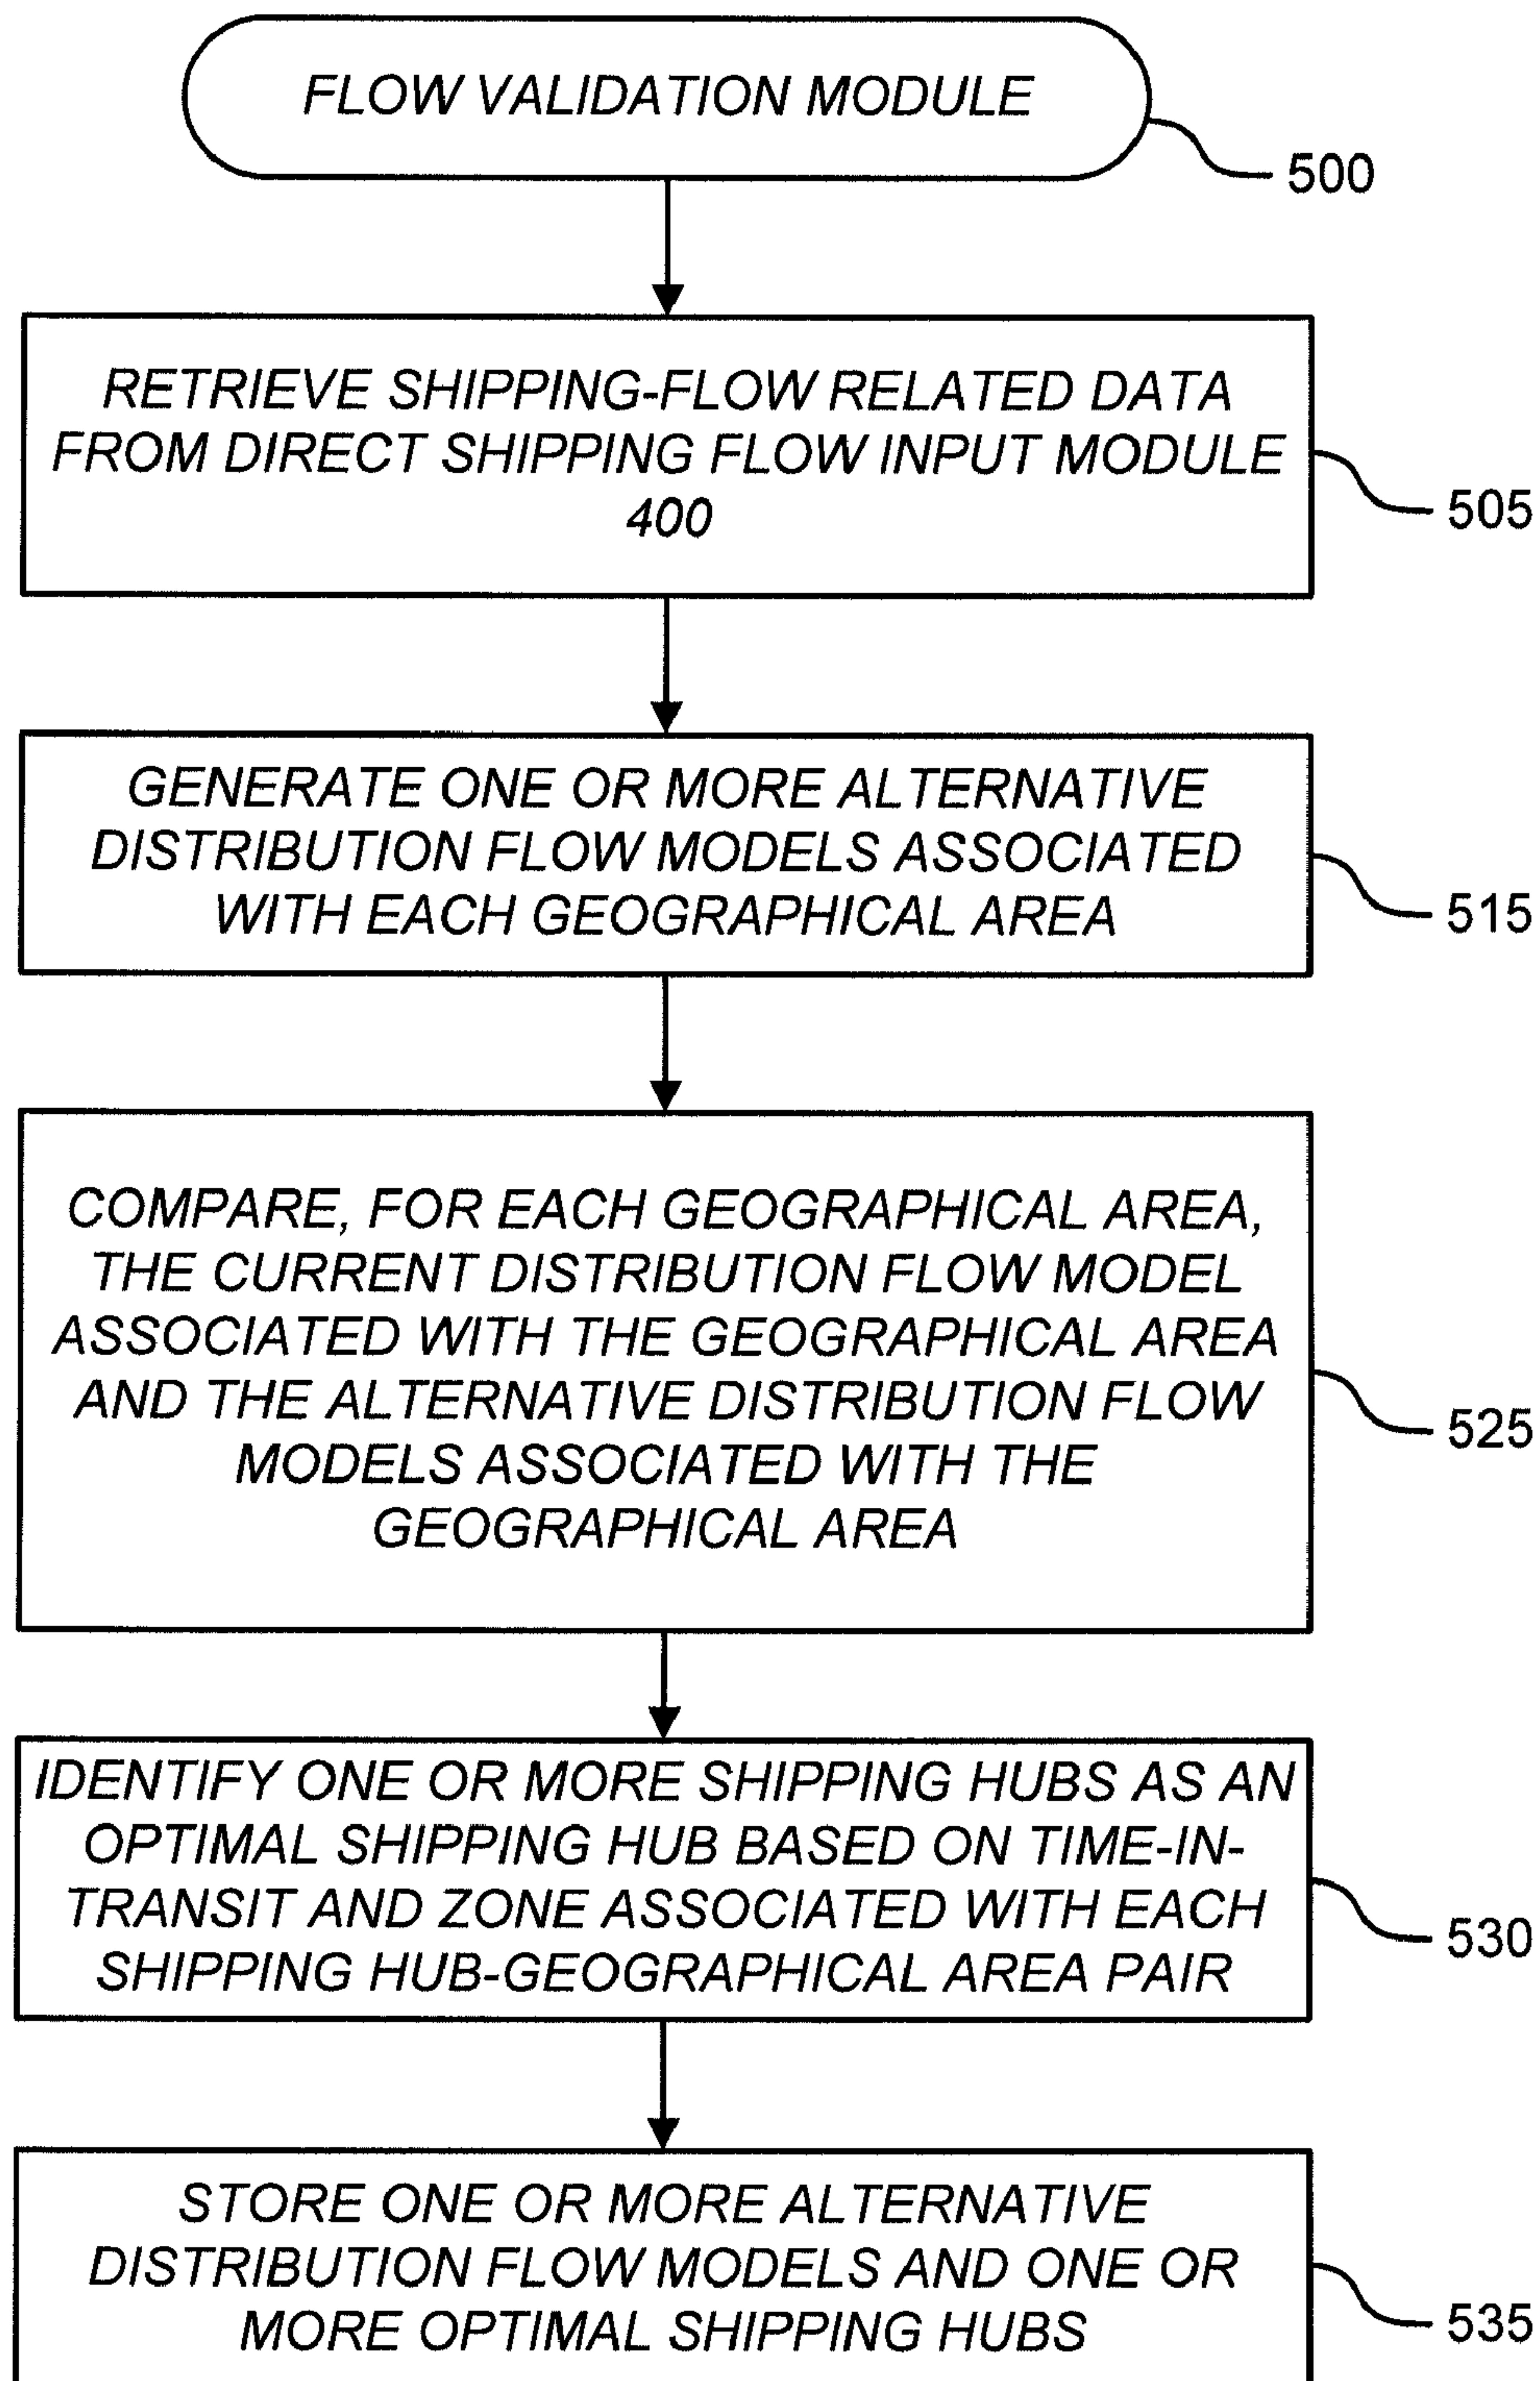 FLOW VALIDATION MODULE
500
RETRIEVE SHIPPING-FLOW RELATED DATA
FROM DIRECT SHIPPING FLOW INPUT MODULE
400
505
GENERATE ONE OR MORE ALTERNATIVE
DISTRIBUTION FLOW MODELS ASSOCIATED
WITH EACH GEOGRAPHICAL AREA
515
COMPARE, FOR EACH GEOGRAPHICAL AREA,
THE CURRENT DISTRIBUTION FLOW MODEL
ASSOCIATED WITH THE GEOGRAPHICAL AREA
AND THE ALTERNATIVE DISTRIBUTION FLOW
MODELS ASSOCIATED WITH THE
GEOGRAPHICAL AREA
525
IDENTIFY ONE OR MORE SHIPPING HUBS AS AN
OPTIMAL SHIPPING HUB BASED ON TIME-IN-
TRANSIT AND ZONE ASSOCIATED WITH EACH
SHIPPING HUB-GEOGRAPHICAL AREA PAIR
530
STORE ONE OR MORE ALTERNATIVE
DISTRIBUTION FLOW MODELS AND ONE OR
MORE OPTIMAL SHIPPING HUBS
535